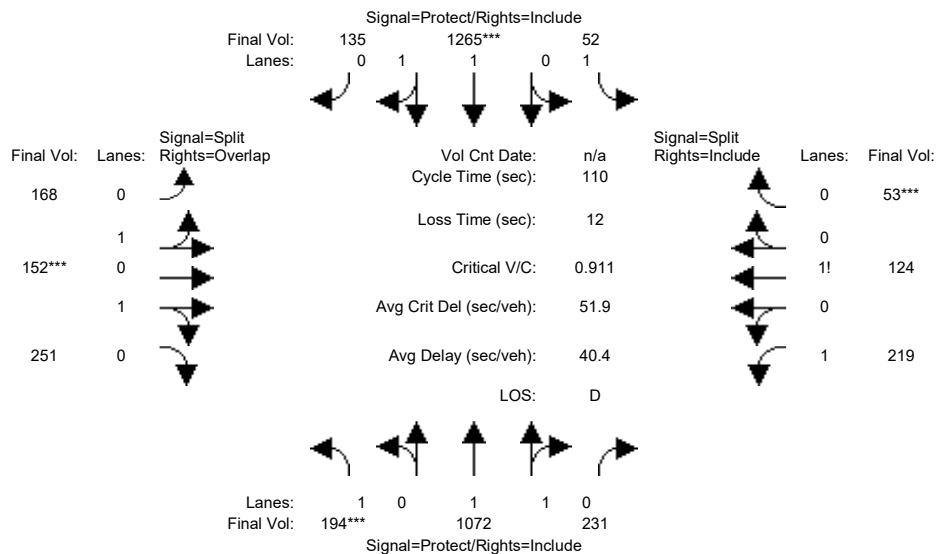 Signal=Protect/Rights=Include
Final Vol: 135 1265*** 52
Lanes: 0 1 1 0 1
Signal=Split
Rights=Overlap
Final Vol: Lanes:
Vol Cnt Date: n/a
Signal=Split
Rights=Include
Lanes: Final Vol:
Cycle Time (sec): 110
168 0
0 53***
Loss Time (sec): 12
1
0
152*** 0
Critical V/C: 0.911
1! 124
1
Avg Crit Del (sec/veh): 51.9
0
251 0
Avg Delay (sec/veh): 40.4
1 219
LOS: D
Lanes: 1 0 1 1 0
Final Vol: 194*** 1072 231
Signal=Protect/Rights=Include